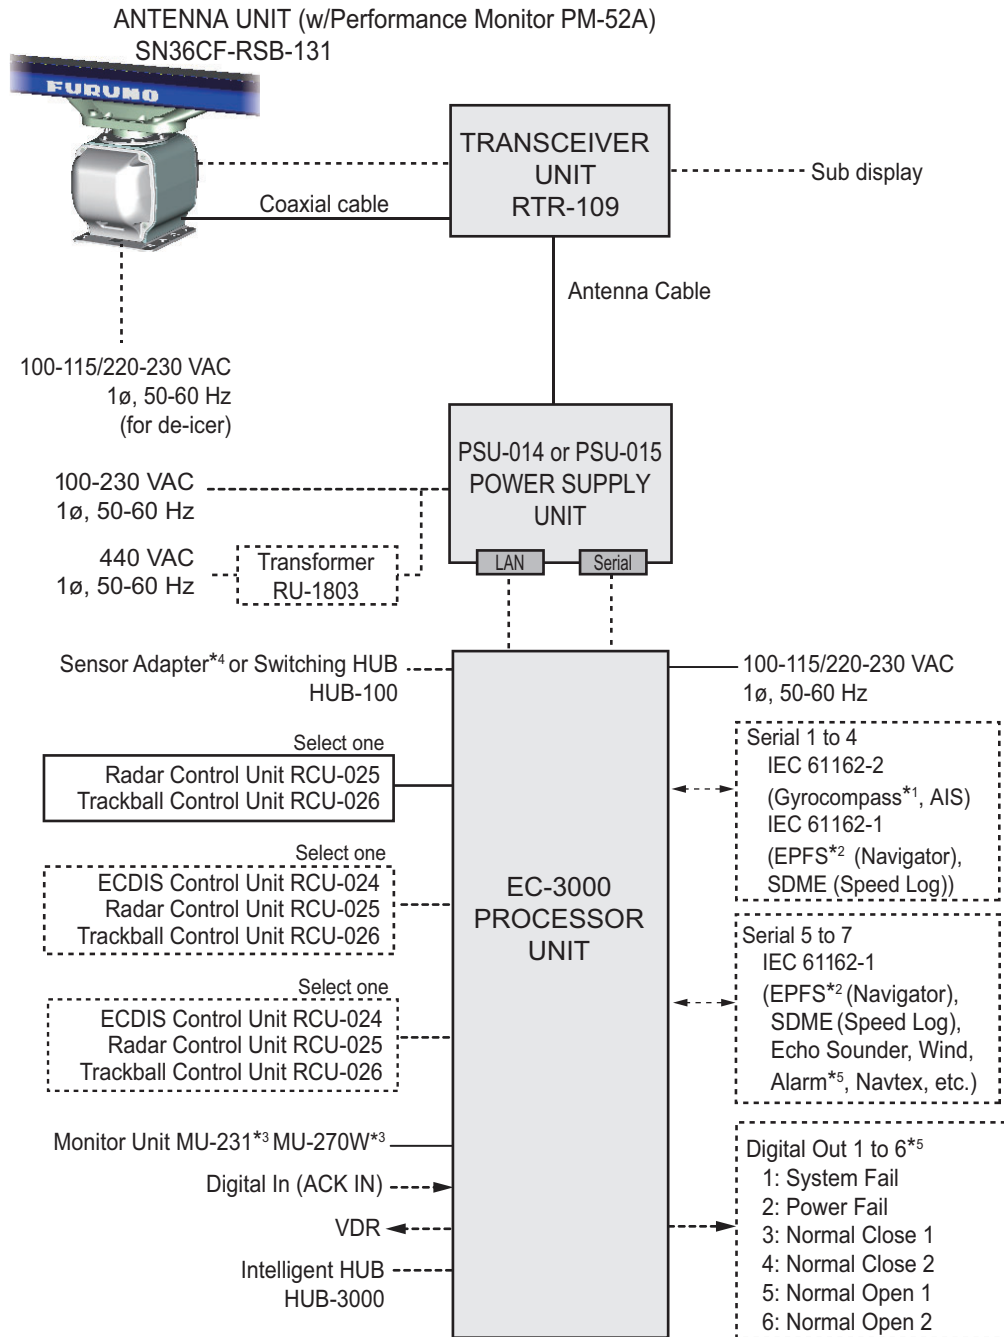 ANTENNA UNIT (w/Performance Monitor PM-52A)
SN36CF-RSB-131
FURUNO
TRANSCEIVER
UNIT
RTR-109
Sub display
Coaxial cable
Antenna Cable
100-115/220-230 VAC
1ø, 50-60 Hz
(for de-icer)
PSU-014 or PSU-015
POWER SUPPLY
UNIT
LAN
Serial
100-230 VAC
1ø, 50-60 Hz
440 VAC
1ø, 50-60 Hz
Transformer
RU-1803
Sensor Adapter*4 or Switching HUB
HUB-100
100-115/220-230 VAC
1ø, 50-60 Hz
Select one
Radar Control Unit RCU-025
Trackball Control Unit RCU-026
Select one
ECDIS Control Unit RCU-024
Radar Control Unit RCU-025
Trackball Control Unit RCU-026
Select one
ECDIS Control Unit RCU-024
Radar Control Unit RCU-025
Trackball Control Unit RCU-026
EC-3000
PROCESSOR
UNIT
Serial 1 to 4
IEC 61162-2
(Gyrocompass*1, AIS)
IEC 61162-1
(EPFS*2 (Navigator),
SDME (Speed Log))
Serial 5 to 7
IEC 61162-1
(EPFS*2 (Navigator),
SDME (Speed Log),
Echo Sounder, Wind,
Alarm*5, Navtex, etc.)
Monitor Unit MU-231*3 MU-270W*3
Digital In (ACK IN)
VDR
Intelligent HUB
HUB-3000
Digital Out 1 to 6*5
1: System Fail
2: Power Fail
3: Normal Close 1
4: Normal Close 2
5: Normal Open 1
6: Normal Open 2